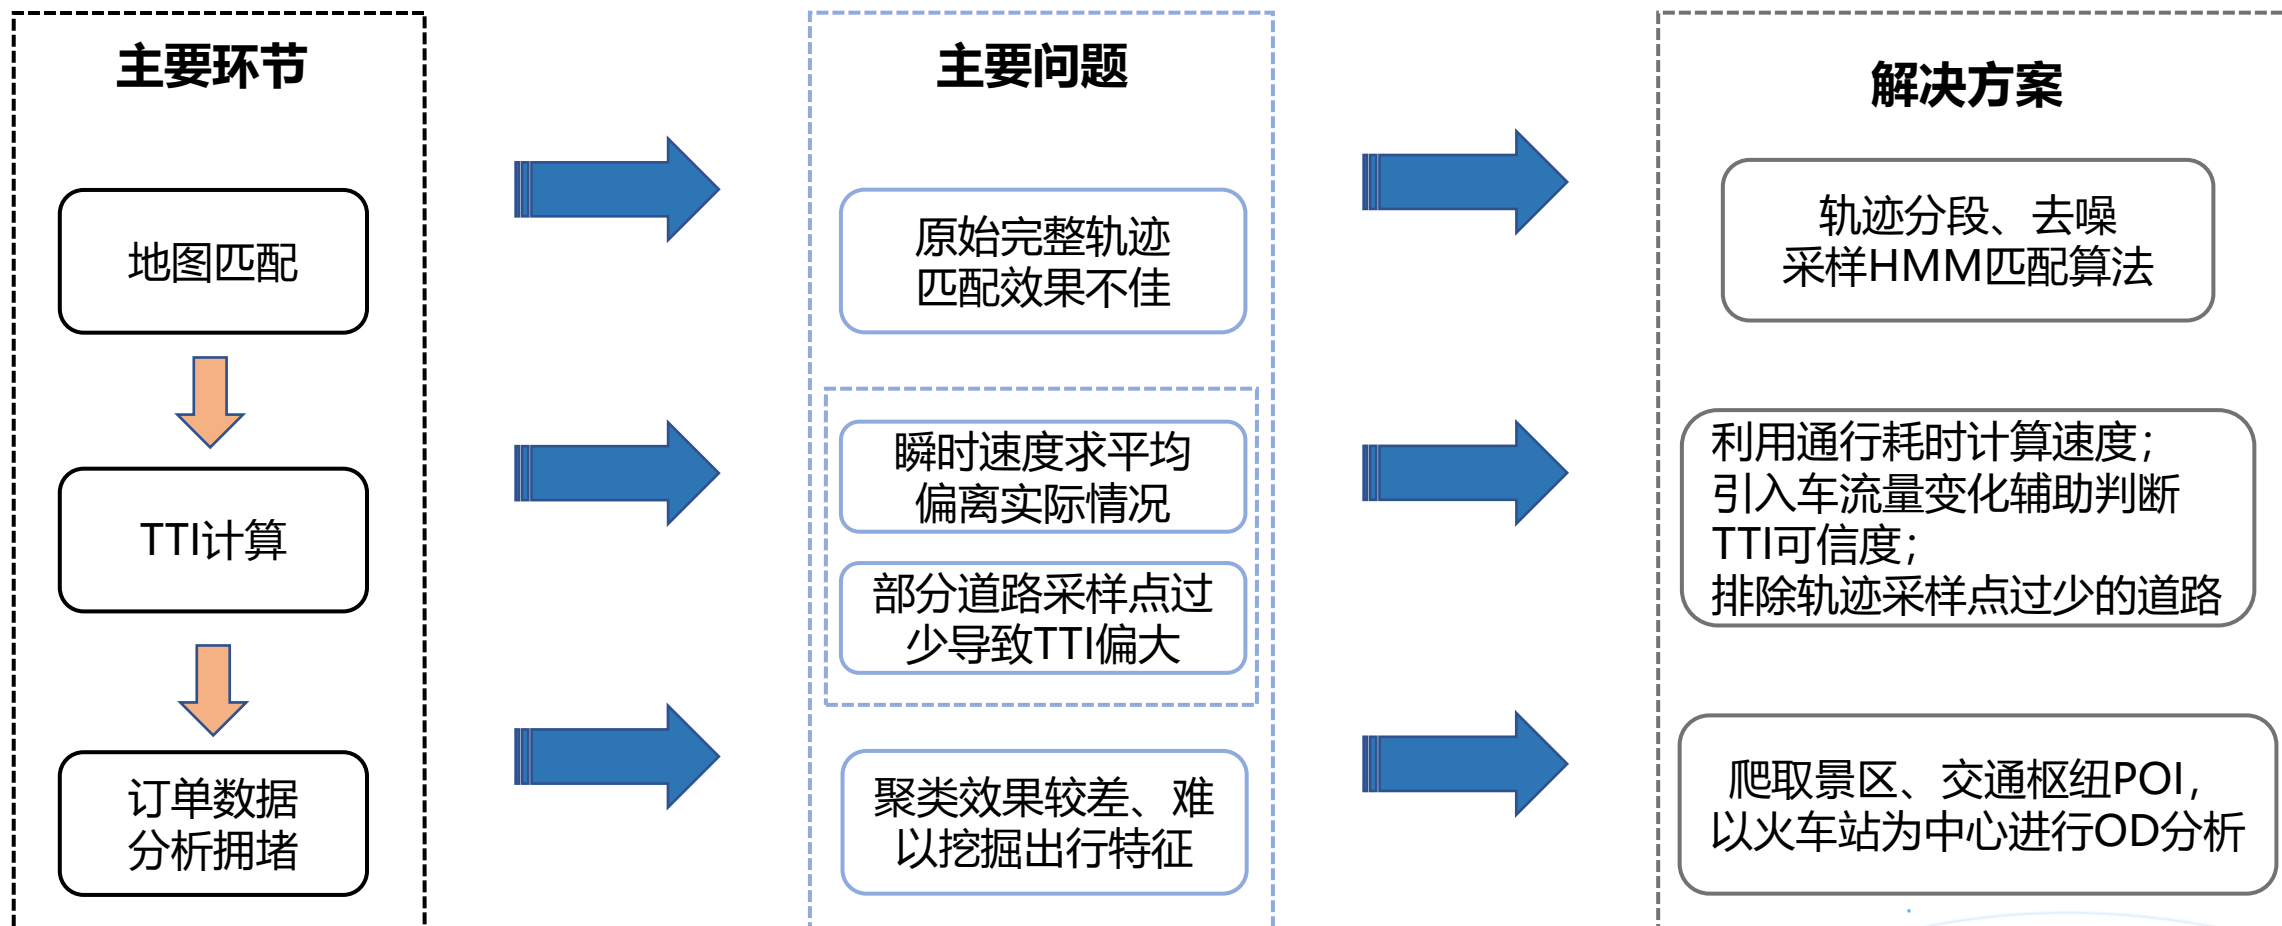 主要环节
地图匹配
TTI计算
订单数据
分析拥堵
主要问题
原始完整轨迹
匹配效果不佳
瞬时速度求平均
偏离实际情况
部分道路采样点过
少导致TTI偏大
聚类效果较差、难
以挖掘出行特征
解决方案
轨迹分段、去噪
采样HMM匹配算法
利用通行耗时计算速度；
引入车流量变化辅助判断
TTI可信度；
排除轨迹采样点过少的道路
爬取景区、交通枢纽POI，
以火车站为中心进行OD分析